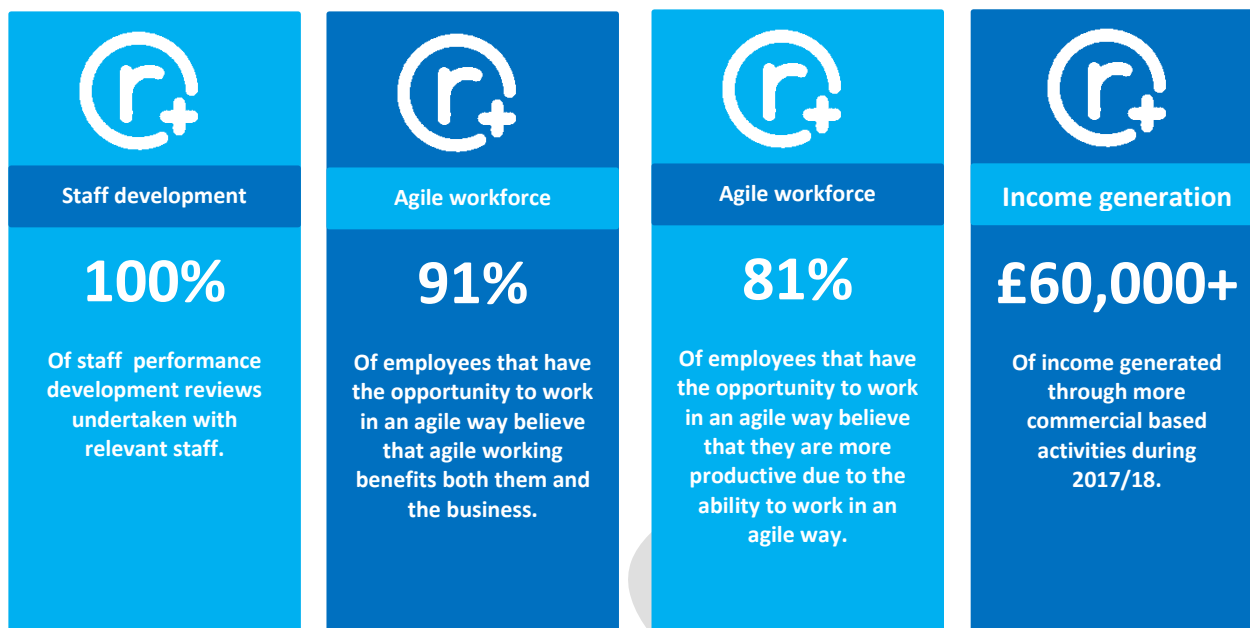 r+
Staff development
100%
Of staff performance
development reviews
undertaken with
relevant staff.
r+
Agile workforce
91%
Of employees that have
the opportunity to work
in an agile way believe
that agile working
benefits both them and
the business.
r+
Agile workforce
81%
Of employees that have
the opportunity to work
in an agile way believe
that they are more
productive due to the
ability to work in an
agile way.
r+
Income generation
£60,000+
Of income generated
through more
commercial based
activities during
2017/18.